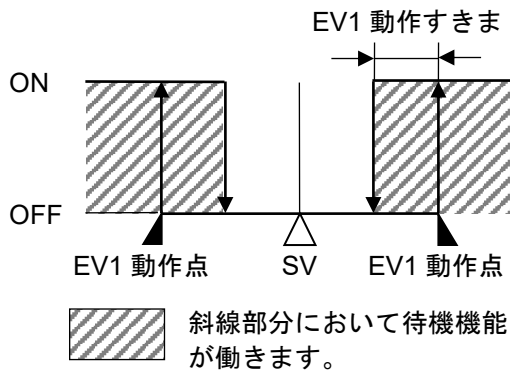 EV1 動作すきま
ON
OFF
EV1 動作点
SV
EV1 動作点
斜線部分において待機機能
が働きます。